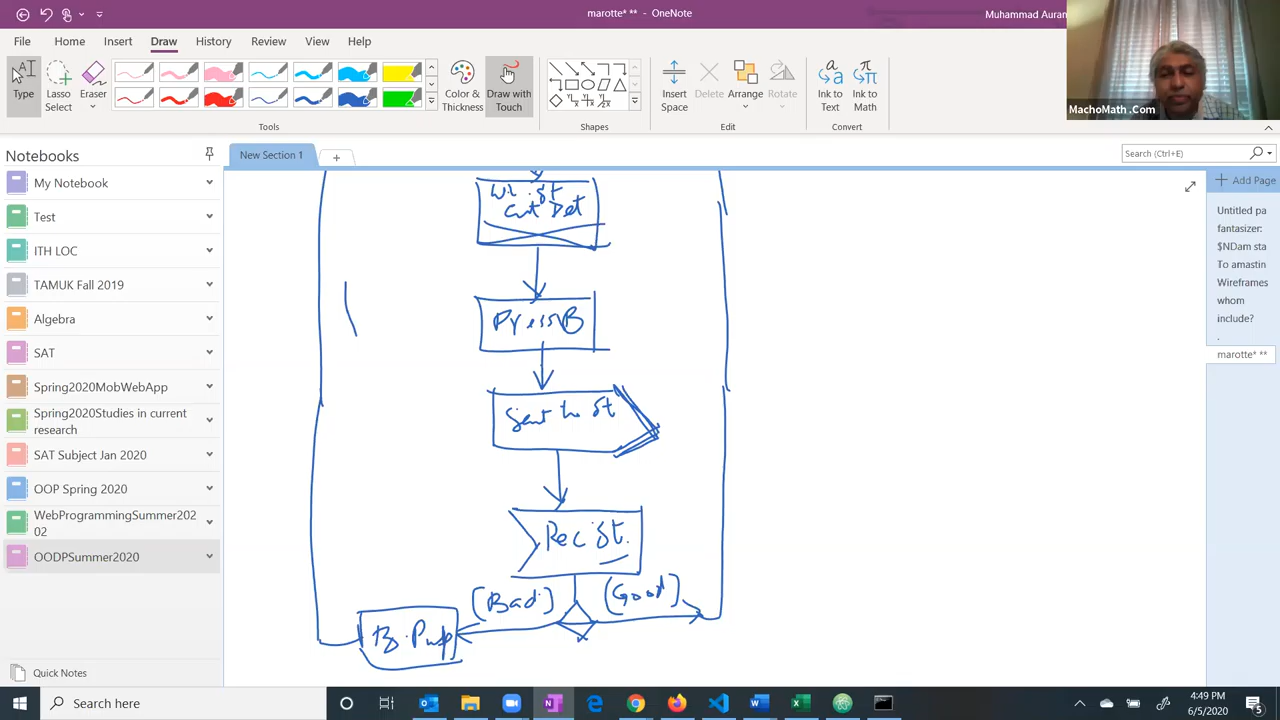 marotte* ** - OneNote
Muhammad Auran
File
Home
Insert
Draw
History
Review
View
Help
Type
Lasso
Select
Eraser
Color &
Thickness
Draw with
Touch
Insert
Space
Delete
Arrange
Rotate
Ink to
Text
Ink to
Math
Tools
Shapes
Edit
Convert
MachoMath .Com
Notebooks
New Section 1
Search (Ctrl+E)
My Notebook
Test
ITH LOC
TAMUK Fall 2019
Algebra
SAT
Spring2020MobWebApp
Spring2020Studies in current
research
SAT Subject Jan 2020
OOP Spring 2020
WebProgrammingSummer202
02
OODPSummer2020
Quick Notes
Add Page
Untitled pa
fantasizer:
$NDam sta
To amastin
Wireframes
whom
include?
.
marotte* **
Press B
Sent to St
Rec St.
(Bad)
(Good)
Search here
4:49 PM
6/5/2020
5